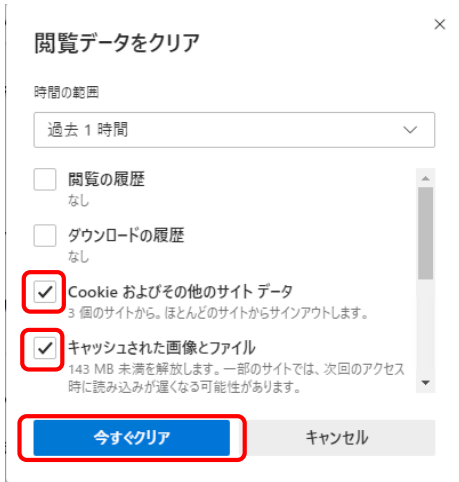 閲覧データをクリア
時間の範囲
過去 1 時間
閲覧の履歴
なし
ダウンロードの履歴
なし
Cookie およびその他のサイト データ
3 個のサイトから。ほとんどのサイトからサインアウトします。
キャッシュされた画像とファイル
143 MB 未満を解放します。一部のサイトでは、次回のアクセス
時に読み込みが遅くなる可能性があります。
今すぐクリア
キャンセル